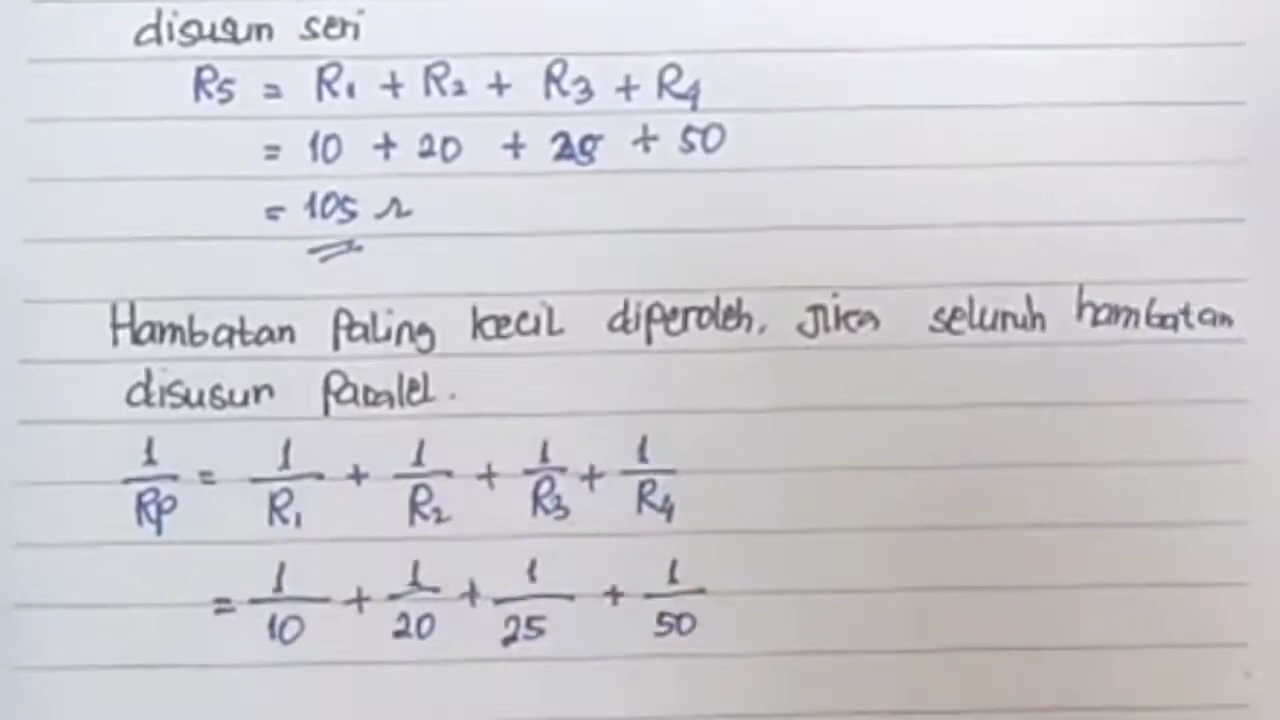 disusun seri
Rs = R₁ + R₂ + R₃ + R₄
= 10 + 20 + 25 + 50
= 105 Ω
Hambatan Paling kecil diperoleh, Jika seluruh hambatan
disusun Paralel.
1/Rp = 1/R₁ + 1/R₂ + 1/R₃ + 1/R₄
= 1/10 + 1/20 + 1/25 + 1/50